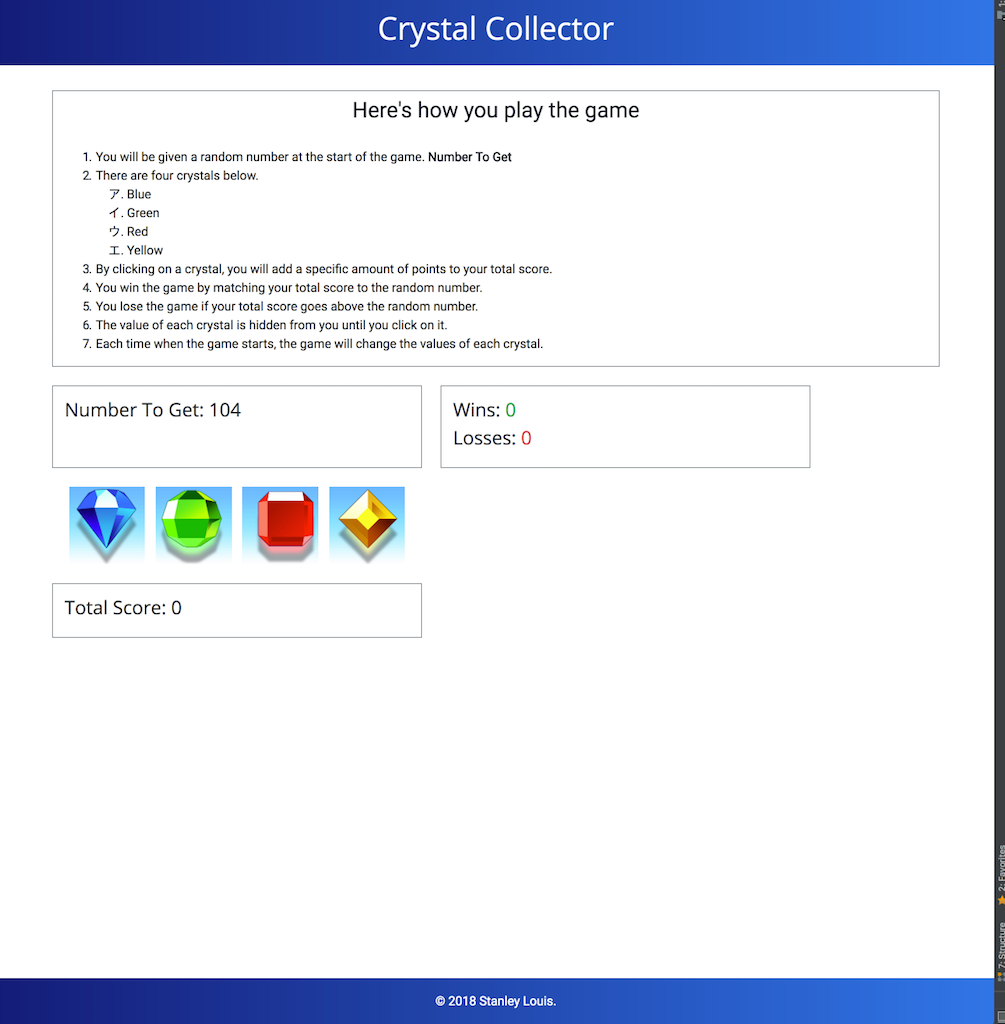 Crystal Collector
Here's how you play the game
1. You will be given a random number at the start of the game. Number To Get
2. There are four crystals below.
ア. Blue
イ. Green
ウ. Red
エ. Yellow
3. By clicking on a crystal, you will add a specific amount of points to your total score.
4. You win the game by matching your total score to the random number.
5. You lose the game if your total score goes above the random number.
6. The value of each crystal is hidden from you until you click on it.
7. Each time when the game starts, the game will change the values of each crystal.
Number To Get: 104
Wins: 0
Losses: 0
Total Score: 0
2: Favorites
7: Structure
© 2018 Stanley Louis.